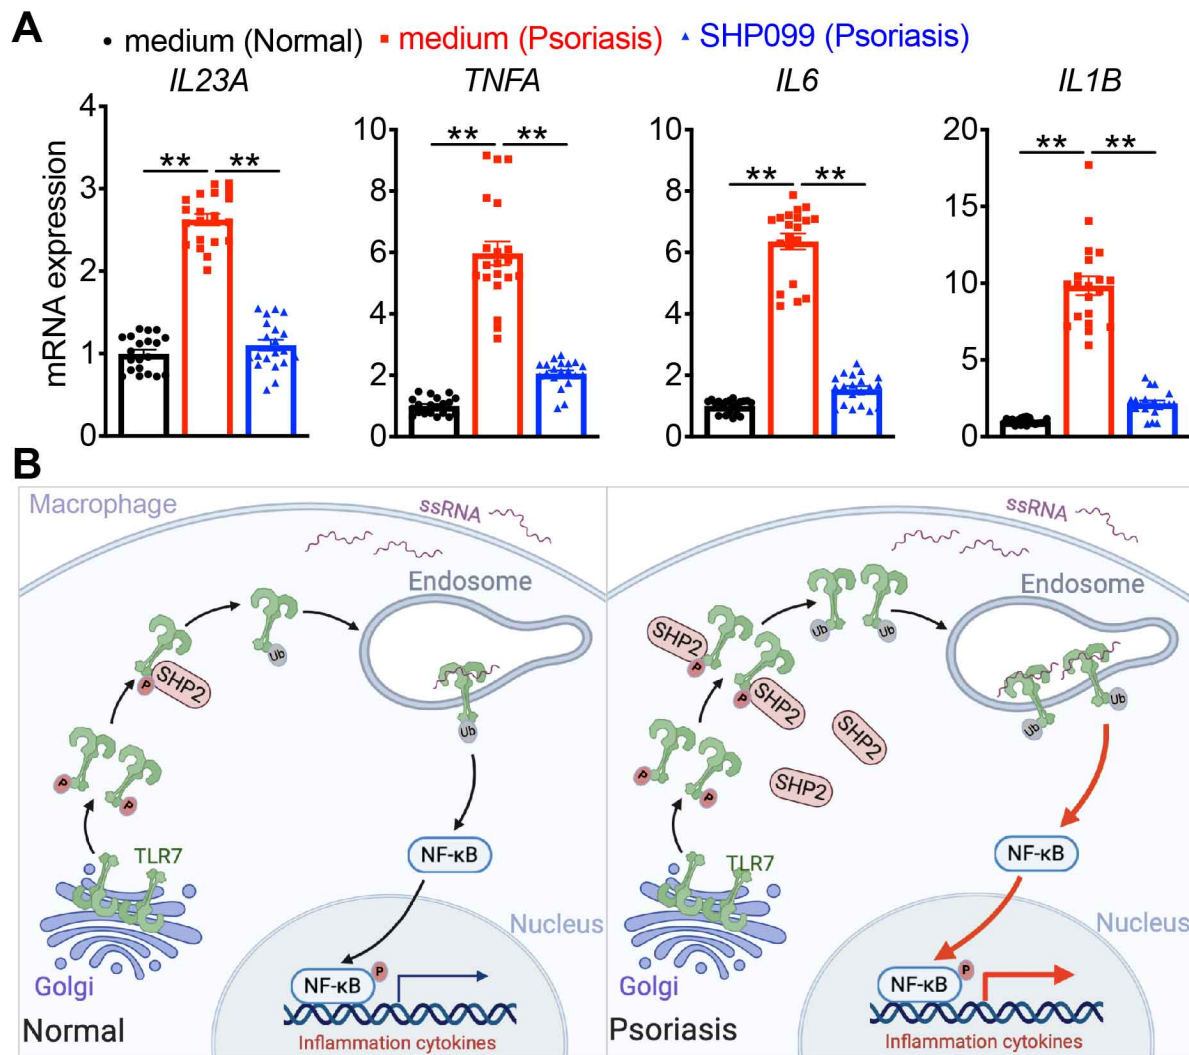 A
medium (Normal) medium (Psoriasis) SHP099 (Psoriasis)
IL23A TNFA IL6 IL1B
mRNA expression
4
3
2
1
0
** **
10
8
6
4
2
0
** **
10
8
6
4
2
0
** **
20
15
10
5
0
** **
B
Macrophage
ssRNA
Endosome
Ub
P
SHP2
Ub
P
P
TLR7
NF-κB
Nucleus
Golgi
NF-κB
P
Normal
Inflammation cytokines
ssRNA
Endosome
Ub
Ub
SHP2
P
P
SHP2
SHP2
SHP2
Ub
Ub
P
P
TLR7
NF-κB
Nucleus
Golgi
NF-κB
P
Psoriasis
Inflammation cytokines